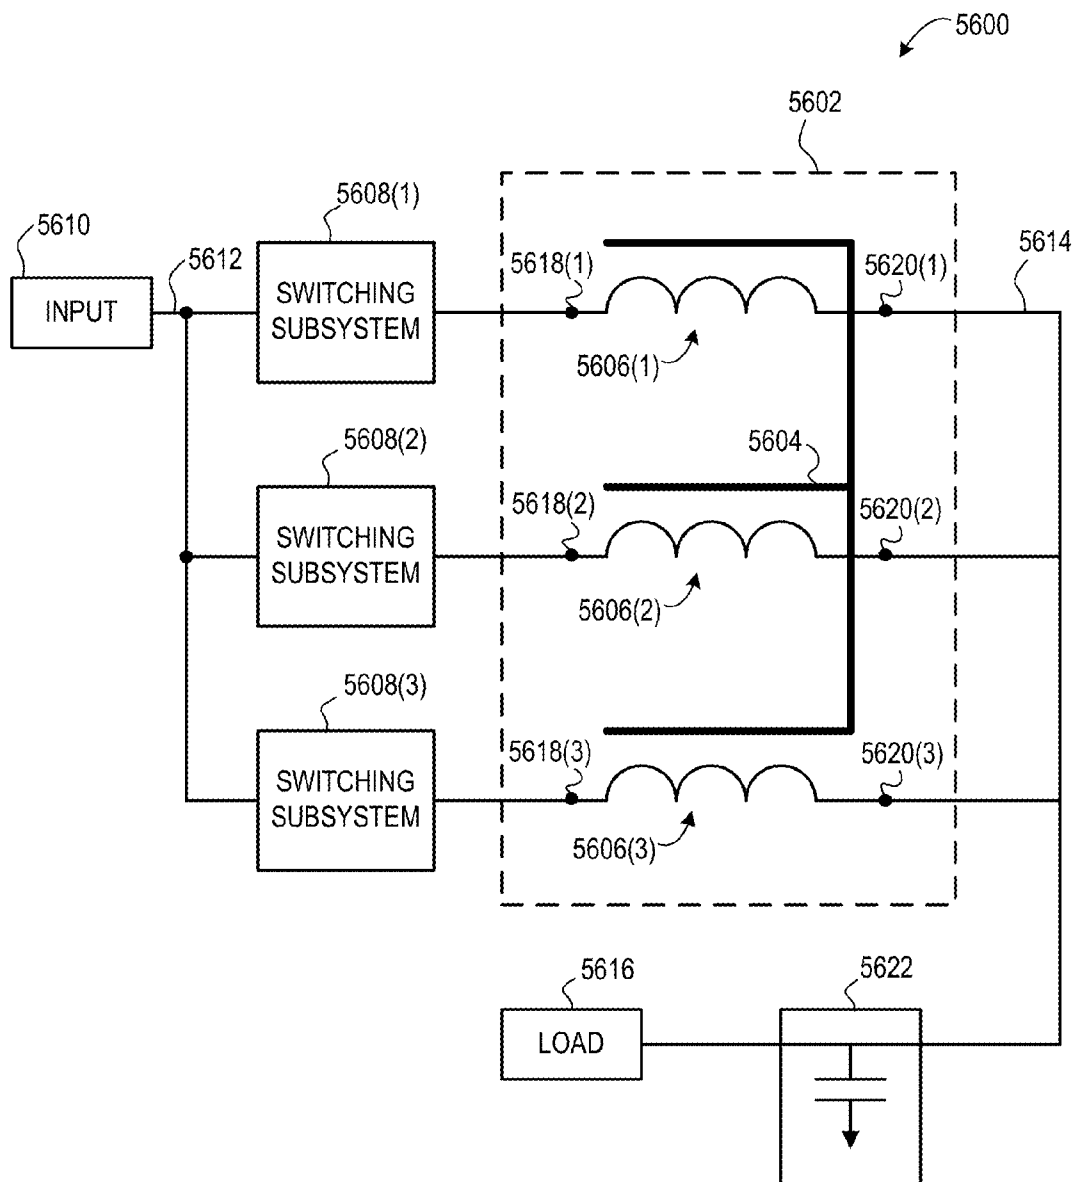 5600
5602
5608(1)
5610
5612
INPUT
SWITCHING
SUBSYSTEM
5618(1)
5606(1)
5620(1)
5614
5604
5608(2)
SWITCHING
SUBSYSTEM
5618(2)
5606(2)
5620(2)
5608(3)
SWITCHING
SUBSYSTEM
5618(3)
5606(3)
5620(3)
5616
LOAD
5622